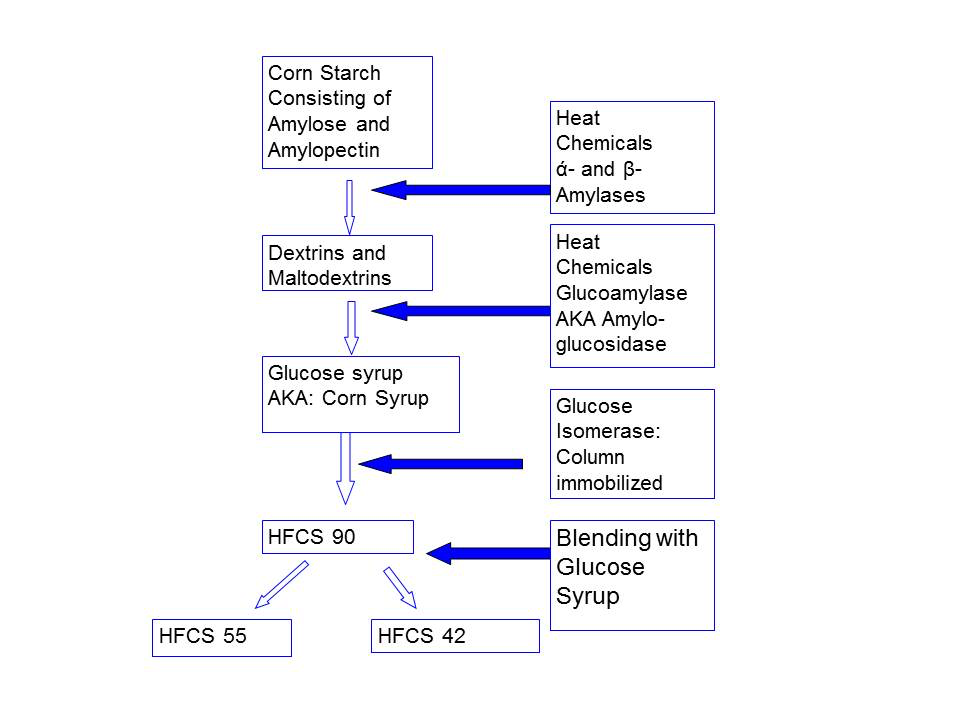 Corn Starch
Consisting of
Amylose and
Amylopectin
Heat
Chemicals
ά- and β-
Amylases
Dextrins and
Maltodextrins
Heat
Chemicals
Glucoamylase
AKA Amylo-
glucosidase
Glucose syrup
AKA: Corn Syrup
Glucose
Isomerase:
Column
immobilized
HFCS 90
Blending with
Glucose
Syrup
HFCS 55
HFCS 42